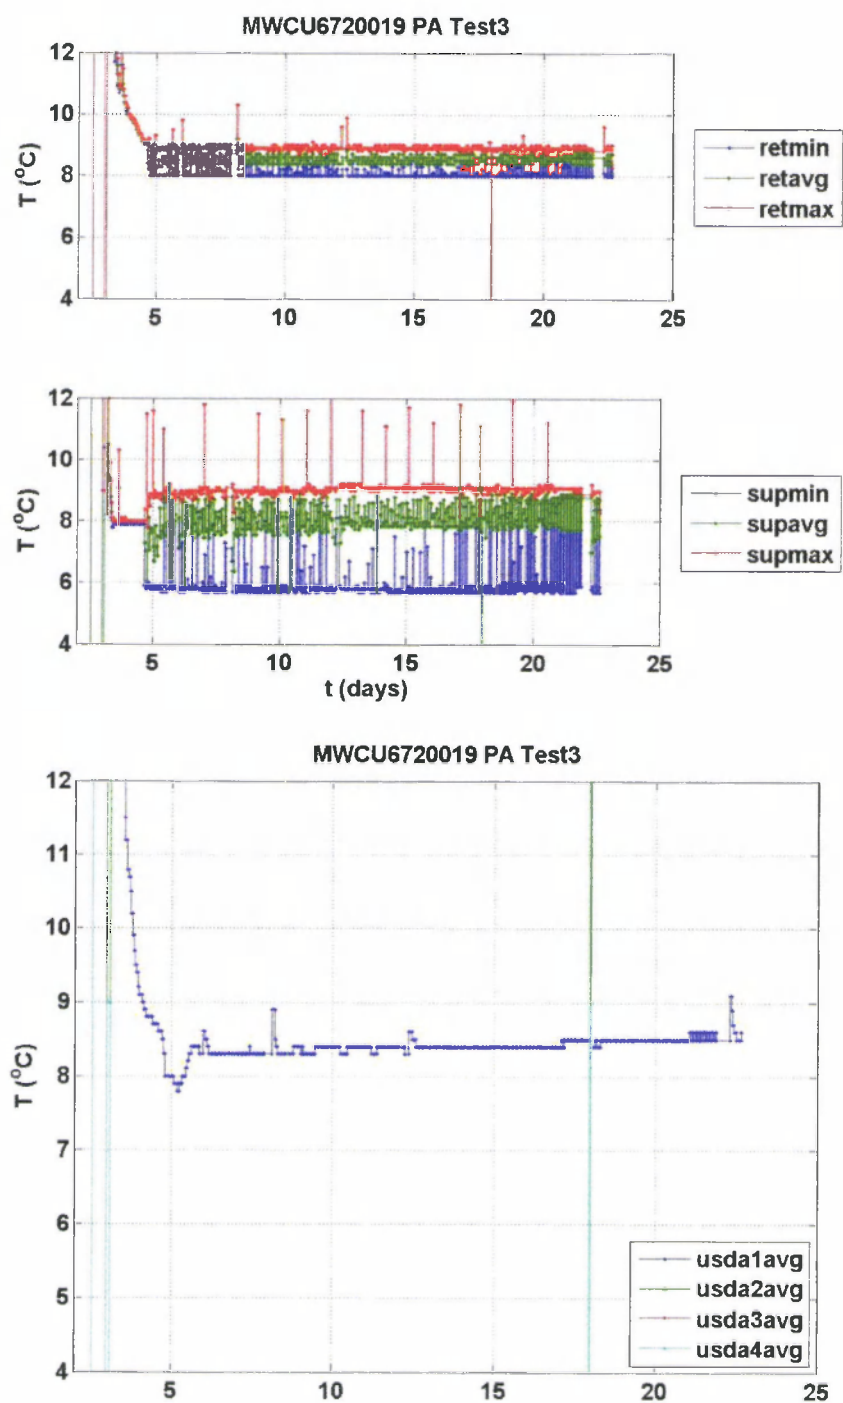 MWCU6720019 PA Test3
12
10
8
6
4
T (°C)
5
10
15
20
25
retmin
retavg
retmax
12
10
8
6
4
T (°C)
5
10
15
20
25
t (days)
supmin
supavg
supmax
MWCU6720019 PA Test3
12
11
10
9
8
7
6
5
4
T (°C)
5
10
15
20
25
usda1avg
usda2avg
usda3avg
usda4avg